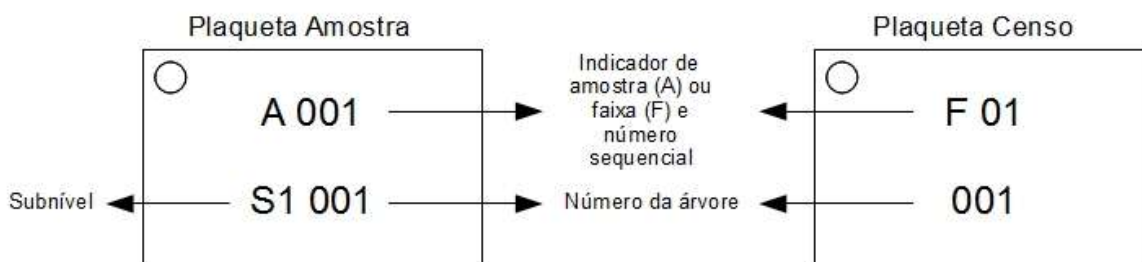 Plaqueta Amostra
Plaqueta Censo
A 001
Indicador de
amostra (A) ou
faixa (F) e
número
sequencial
F 01
Subnível
S1 001
Número da árvore
001